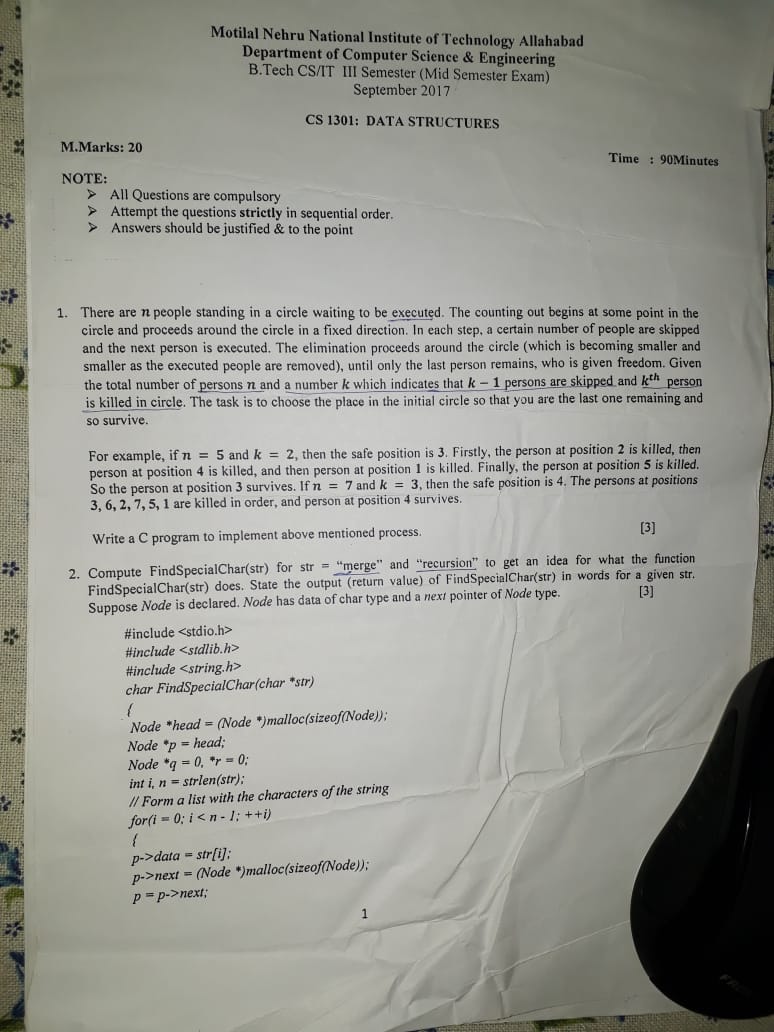 Motilal Nehru National Institute of Technology Allahabad
Department of Computer Science & Engineering
B.Tech CS/IT III Semester (Mid Semester Exam)
September 2017
CS 1301: DATA STRUCTURES
M.Marks: 20
Time : 90Minutes
NOTE:
➢ All Questions are compulsory
➢ Attempt the questions strictly in sequential order.
➢ Answers should be justified & to the point
1. There are n people standing in a circle waiting to be executed. The counting out begins at some point in the
circle and proceeds around the circle in a fixed direction. In each step, a certain number of people are skipped
and the next person is executed. The elimination proceeds around the circle (which is becoming smaller and
smaller as the executed people are removed), until only the last person remains, who is given freedom. Given
the total number of persons n and a number k which indicates that k − 1 persons are skipped and kth person
is killed in circle. The task is to choose the place in the initial circle so that you are the last one remaining and
so survive.
For example, if n = 5 and k = 2, then the safe position is 3. Firstly, the person at position 2 is killed, then
person at position 4 is killed, and then person at position 1 is killed. Finally, the person at position 5 is killed.
So the person at position 3 survives. If n = 7 and k = 3, then the safe position is 4. The persons at positions
3, 6, 2, 7, 5, 1 are killed in order, and person at position 4 survives.
Write a C program to implement above mentioned process. [3]
2. Compute FindSpecialChar(str) for str = "merge" and "recursion" to get an idea for what the function
FindSpecialChar(str) does. State the output (return value) of FindSpecialChar(str) in words for a given str.
Suppose Node is declared. Node has data of char type and a next pointer of Node type. [3]
#include <stdio.h>
#include <stdlib.h>
#include <string.h>
char FindSpecialChar(char *str)
{
Node *head = (Node *)malloc(sizeof(Node));
Node *p = head;
Node *q = 0, *r = 0;
int i, n = strlen(str);
// Form a list with the characters of the string
for(i = 0; i < n - 1; ++i)
{
p->data = str[i];
p->next = (Node *)malloc(sizeof(Node));
p = p->next;
1